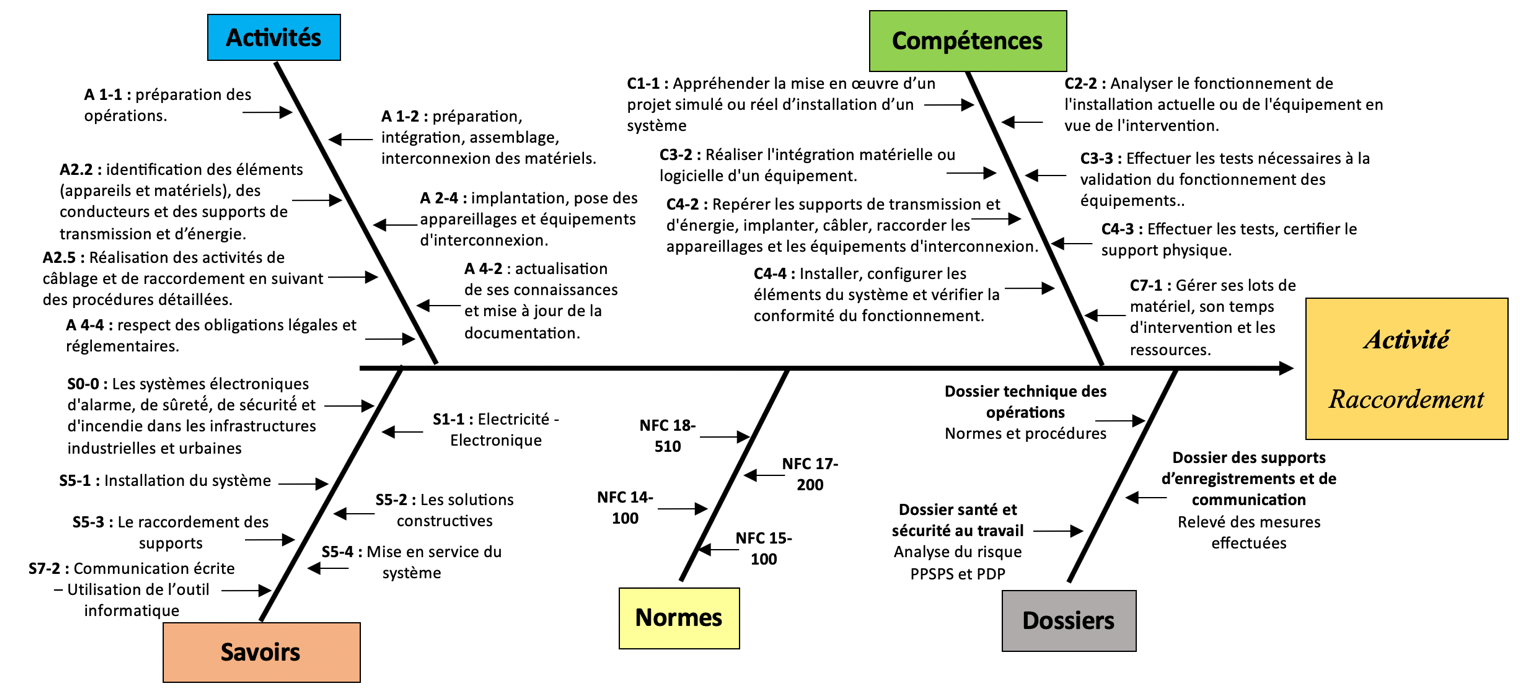 Activités
A 1-1 : préparation des
opérations.
A 1-2 : préparation,
intégration, assemblage,
interconnexion des matériels.
A2.2 : identification des éléments
(appareils et matériels), des
conducteurs et des supports de
transmission et d’énergie.
A 2-4 : implantation, pose des
appareillages et équipements
d'interconnexion.
A2.5 : Réalisation des activités de
câblage et de raccordement en suivant
des procédures détaillées.
A 4-2 : actualisation
de ses connaissances
et mise à jour de la
documentation.
A 4-4 : respect des obligations légales et
réglementaires.
Compétences
C1-1 : Appréhender la mise en œuvre d’un
projet simulé ou réel d’installation d’un
système
C2-2 : Analyser le fonctionnement de
l'installation actuelle ou de l'équipement en
vue de l'intervention.
C3-2 : Réaliser l'intégration matérielle ou
logicielle d'un équipement.
C3-3 : Effectuer les tests nécessaires à la
validation du fonctionnement des
équipements..
C4-2 : Repérer les supports de transmission et
d'énergie, implanter, câbler, raccorder les
appareillages et les équipements d'interconnexion.
C4-3 : Effectuer les tests, certifier le
support physique.
C4-4 : Installer, configurer les
éléments du système et vérifier la
conformité du fonctionnement.
C7-1 : Gérer ses lots de
matériel, son temps
d'intervention et les
ressources.
Activité
Raccordement
S0-0 : Les systèmes électroniques
d'alarme, de sûreté, de sécurité et
d'incendie dans les infrastructures
industrielles et urbaines
S1-1 : Electricité -
Electronique
S5-1 : Installation du système
S5-2 : Les solutions
constructives
S5-3 : Le raccordement des
supports
S5-4 : Mise en service du
système
S7-2 : Communication écrite
– Utilisation de l’outil
informatique
Savoirs
NFC 18-
510
NFC 17-
200
NFC 14-
100
NFC 15-
100
Normes
Dossier technique des
opérations
Normes et procédures
Dossier des supports
d’enregistrements et de
communication
Relevé des mesures
effectuées
Dossier santé et
sécurité au travail
Analyse du risque
PPSPS et PDP
Dossiers